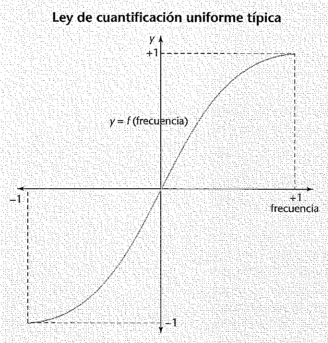 Ley de cuantificación uniforme típica
y
+1
y = f (frecuencia)
−1
+1
frecuencia
−1